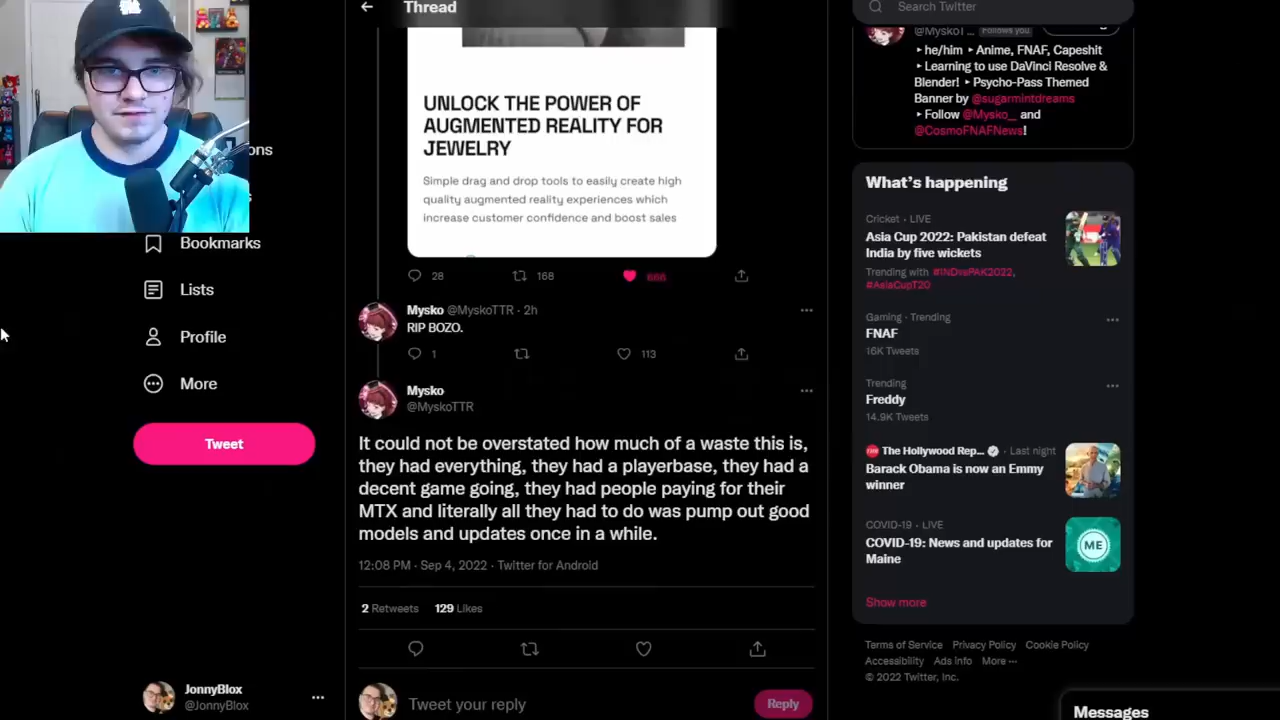 Thread
UNLOCK THE POWER OF
AUGMENTED REALITY FOR
JEWELRY
Simple drag and drop tools to easily create high
quality augmented reality experiences which
increase customer confidence and boost sales
28
168
666
Mysko @MyskoTTR · 2h
RIP BOZO.
1
113
Mysko
@MyskoTTR
It could not be overstated how much of a waste this is,
they had everything, they had a playerbase, they had a
decent game going, they had people paying for their
MTX and literally all they had to do was pump out good
models and updates once in a while.
12:08 PM · Sep 4, 2022 · Twitter for Android
2 Retweets 129 Likes
Tweet your reply
Reply
ons
Bookmarks
Lists
Profile
More
Tweet
JonnyBlox
@JonnyBlox
Search Twitter
@MyskoT... Follows you
▸ he/him ▸ Anime, FNAF, Capeshit
▸ Learning to use DaVinci Resolve &
Blender! ▸ Psycho-Pass Themed
Banner by @sugarmintdreams
▸ Follow @Mysko_ and
@CosmoFNAFNews!
What's happening
Cricket · LIVE
Asia Cup 2022: Pakistan defeat
India by five wickets
Trending with #INDvsPAK2022,
#AsiaCupT20
Gaming · Trending
FNAF
16K Tweets
Trending
Freddy
14.9K Tweets
The Hollywood Rep... · Last night
Barack Obama is now an Emmy
winner
COVID-19 · LIVE
COVID-19: News and updates for
Maine
ME
Show more
Terms of Service Privacy Policy Cookie Policy
Accessibility Ads info More ···
© 2022 Twitter, Inc.
Messages